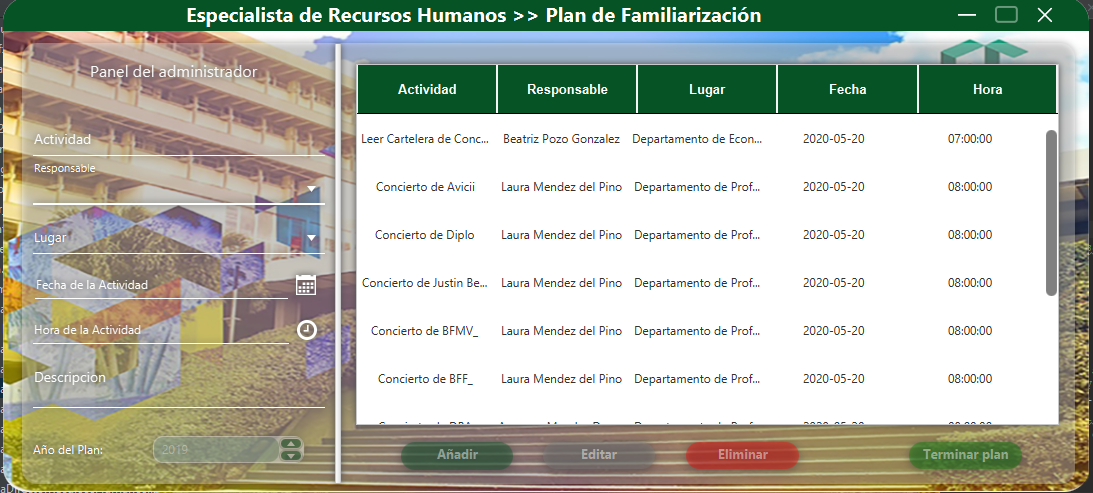 Especialista de Recursos Humanos >> Plan de Familiarización
Panel del administrador
Actividad
Responsable
Lugar
Fecha de la Actividad
Hora de la Actividad
Descripcion
Año del Plan: 2019
Actividad Responsable Lugar Fecha Hora
Leer Cartelera de Conc... Beatriz Pozo Gonzalez Departamento de Econ... 2020-05-20 07:00:00
Concierto de Avicii Laura Mendez del Pino Departamento de Prof... 2020-05-20 08:00:00
Concierto de Diplo Laura Mendez del Pino Departamento de Prof... 2020-05-20 08:00:00
Concierto de Justin Be... Laura Mendez del Pino Departamento de Prof... 2020-05-20 08:00:00
Concierto de BFMV_ Laura Mendez del Pino Departamento de Prof... 2020-05-20 08:00:00
Concierto de BFF_ Laura Mendez del Pino Departamento de Prof... 2020-05-20 08:00:00
Añadir Editar Eliminar Terminar plan